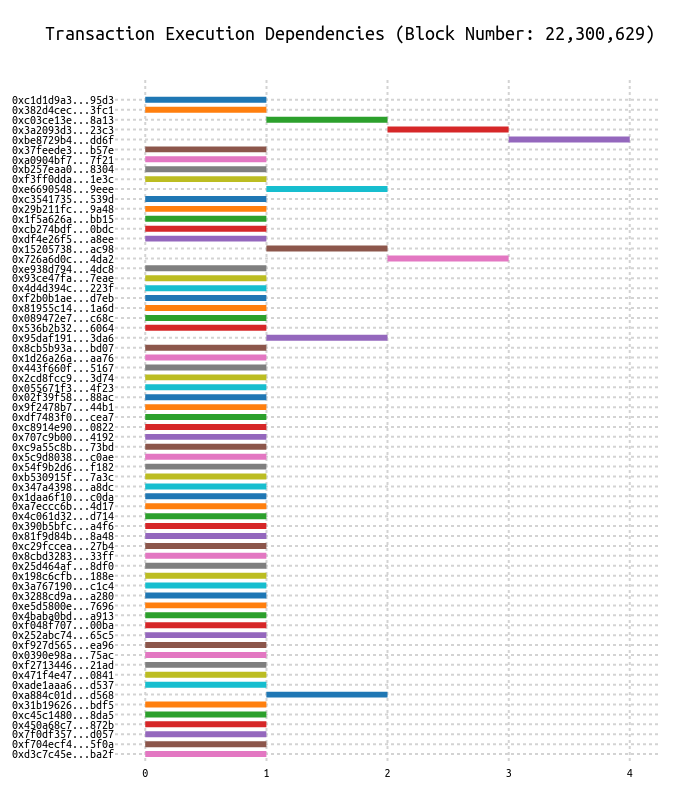 Transaction Execution Dependencies (Block Number: 22,300,629)
0xc1d1d9a3...95d3
0x382d4cec...3fc1
0xc03ce13e...8a13
0x3a2093d3...23c3
0xbe8729b4...dd6f
0x37feede3...b57e
0xa0904bf7...7f21
0xb257eaa0...8304
0xf3ff0dda...1e3c
0xe6690548...9eee
0xc3541735...539d
0x29b211fc...9a48
0x1f5a626a...bb15
0xcb274bdf...0bdc
0xdf4e26f5...a8ee
0x15205738...ac98
0x726a6d0c...4da2
0xe938d794...4dc8
0x93ce47fa...7eae
0x4d4d394c...223f
0xf2b0b1ae...d7eb
0x81955c14...1a6d
0x089472e7...c68c
0x536b2b32...6064
0x95daf191...3da6
0x8cb5b93a...bd07
0x1d26a26a...aa76
0x443f660f...5167
0x2cd8fcc9...3d74
0x055671f3...4f23
0x02f39f58...88ac
0x9f2478b7...44b1
0xdf7483f0...cea7
0xc8914e90...0822
0x707c9b00...4192
0xc9a55c8b...73bd
0x5c9d8038...c0ae
0x54f9b2d6...f182
0xb530915f...7a3c
0x347a4398...a8dc
0x1daa6f10...c0da
0xa7eccc6b...4d17
0x4c061d32...d714
0x390b5bfc...a4f6
0x81f9d84b...8a48
0xc29fccea...27b4
0x8cbd3283...33ff
0x25d464af...8df0
0x198c6cfb...188e
0x3a767190...c1c4
0x3288cd9a...a280
0xe5d5800e...7696
0x4baba0bd...a913
0xf048f707...00ba
0x252abc74...65c5
0xf927d565...ea96
0x0390e98a...75ac
0xf2713446...21ad
0x471f4e47...0841
0xade1aaa6...d537
0xa884c01d...d568
0x31b19626...bdf5
0xc45c1480...8da5
0x450a68c7...872b
0x7f0df357...d057
0xf704ecf4...5f0a
0xd3c7c45e...ba2f
0 1 2 3 4